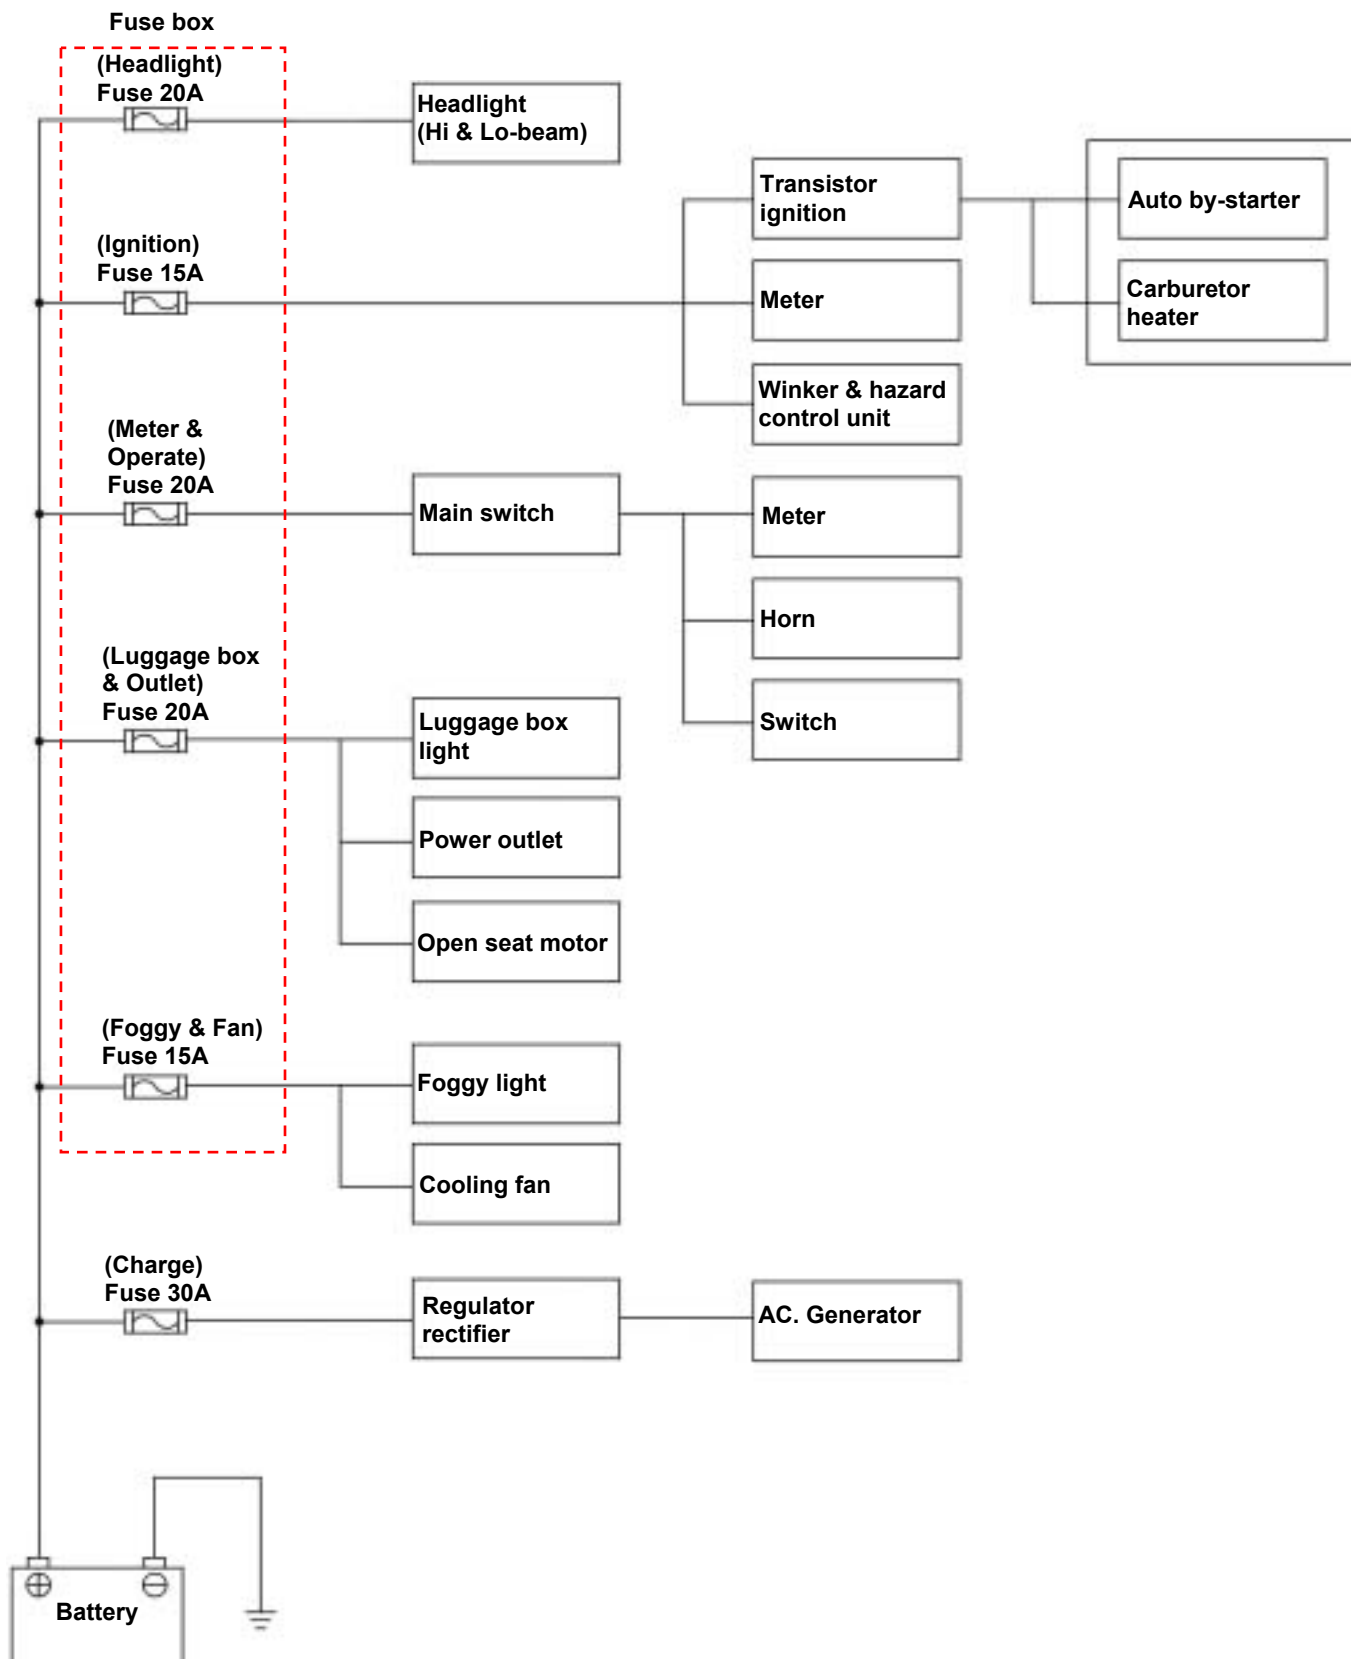 Fuse box
(Headlight)
Fuse 20A
Headlight
(Hi & Lo-beam)
Transistor
ignition
Auto by-starter
(Ignition)
Fuse 15A
Meter
Carburetor
heater
Winker & hazard
control unit
(Meter &
Operate)
Fuse 20A
Main switch
Meter
Horn
(Luggage box
& Outlet)
Fuse 20A
Luggage box
light
Switch
Power outlet
Open seat motor
(Foggy & Fan)
Fuse 15A
Foggy light
Cooling fan
(Charge)
Fuse 30A
Regulator
rectifier
AC. Generator
Battery